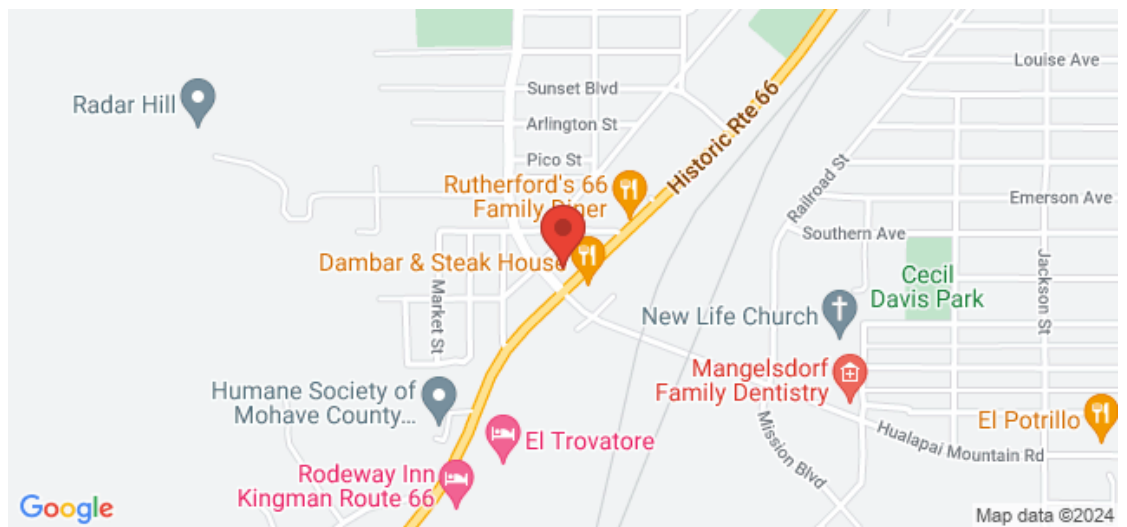 Louise Ave
Radar Hill
Sunset Blvd
Arlington St
Historic Rte 66
Pico St
Railroad St
Rutherford's 66
Family Diner
Emerson Ave
Southern Ave
Dambar & Steak House
Market St
Cecil
Davis Park
Jackson St
New Life Church
Mangelsdorf
Family Dentistry
Humane Society of
Mohave County...
El Trovatore
Mission Blvd
El Potrillo
Hualapai Mountain Rd
Rodeway Inn
Kingman Route 66
Google
Map data ©2024